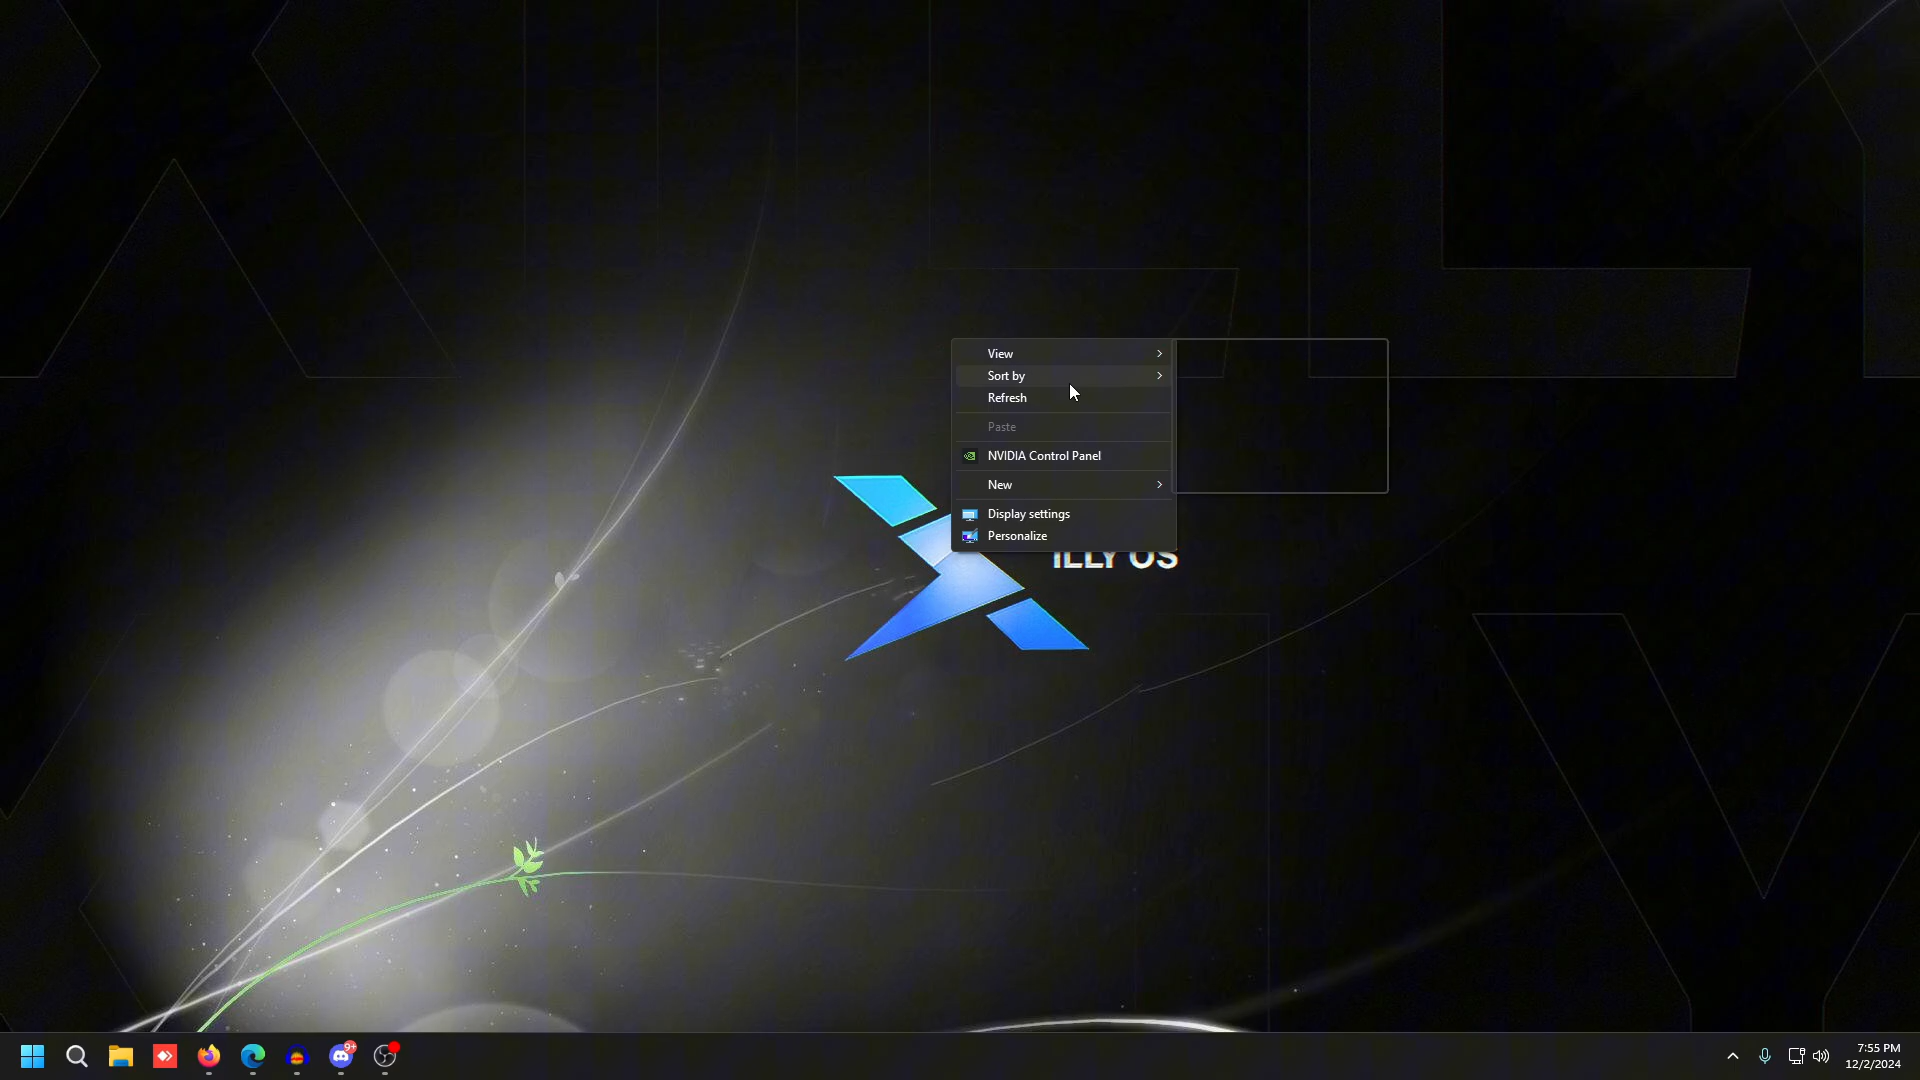 View
Sort by
Refresh
Paste
NVIDIA Control Panel
New
Display settings
Personalize
ILLY OS
9+
7:55 PM
12/2/2024